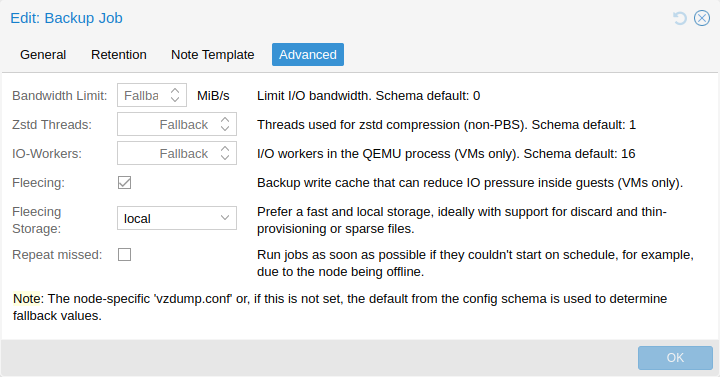 Edit: Backup Job
General Retention Note Template Advanced
Bandwidth Limit: Fallba MiB/s Limit I/O bandwidth. Schema default: 0
Zstd Threads: Fallback Threads used for zstd compression (non-PBS). Schema default: 1
IO-Workers: Fallback I/O workers in the QEMU process (VMs only). Schema default: 16
Fleecing: Backup write cache that can reduce IO pressure inside guests (VMs only).
Fleecing
Storage:
local
Prefer a fast and local storage, ideally with support for discard and thin-
provisioning or sparse files.
Repeat missed: Run jobs as soon as possible if they couldn't start on schedule, for example,
due to the node being offline.
Note: The node-specific 'vzdump.conf' or, if this is not set, the default from the config schema is used to determine
fallback values.
OK